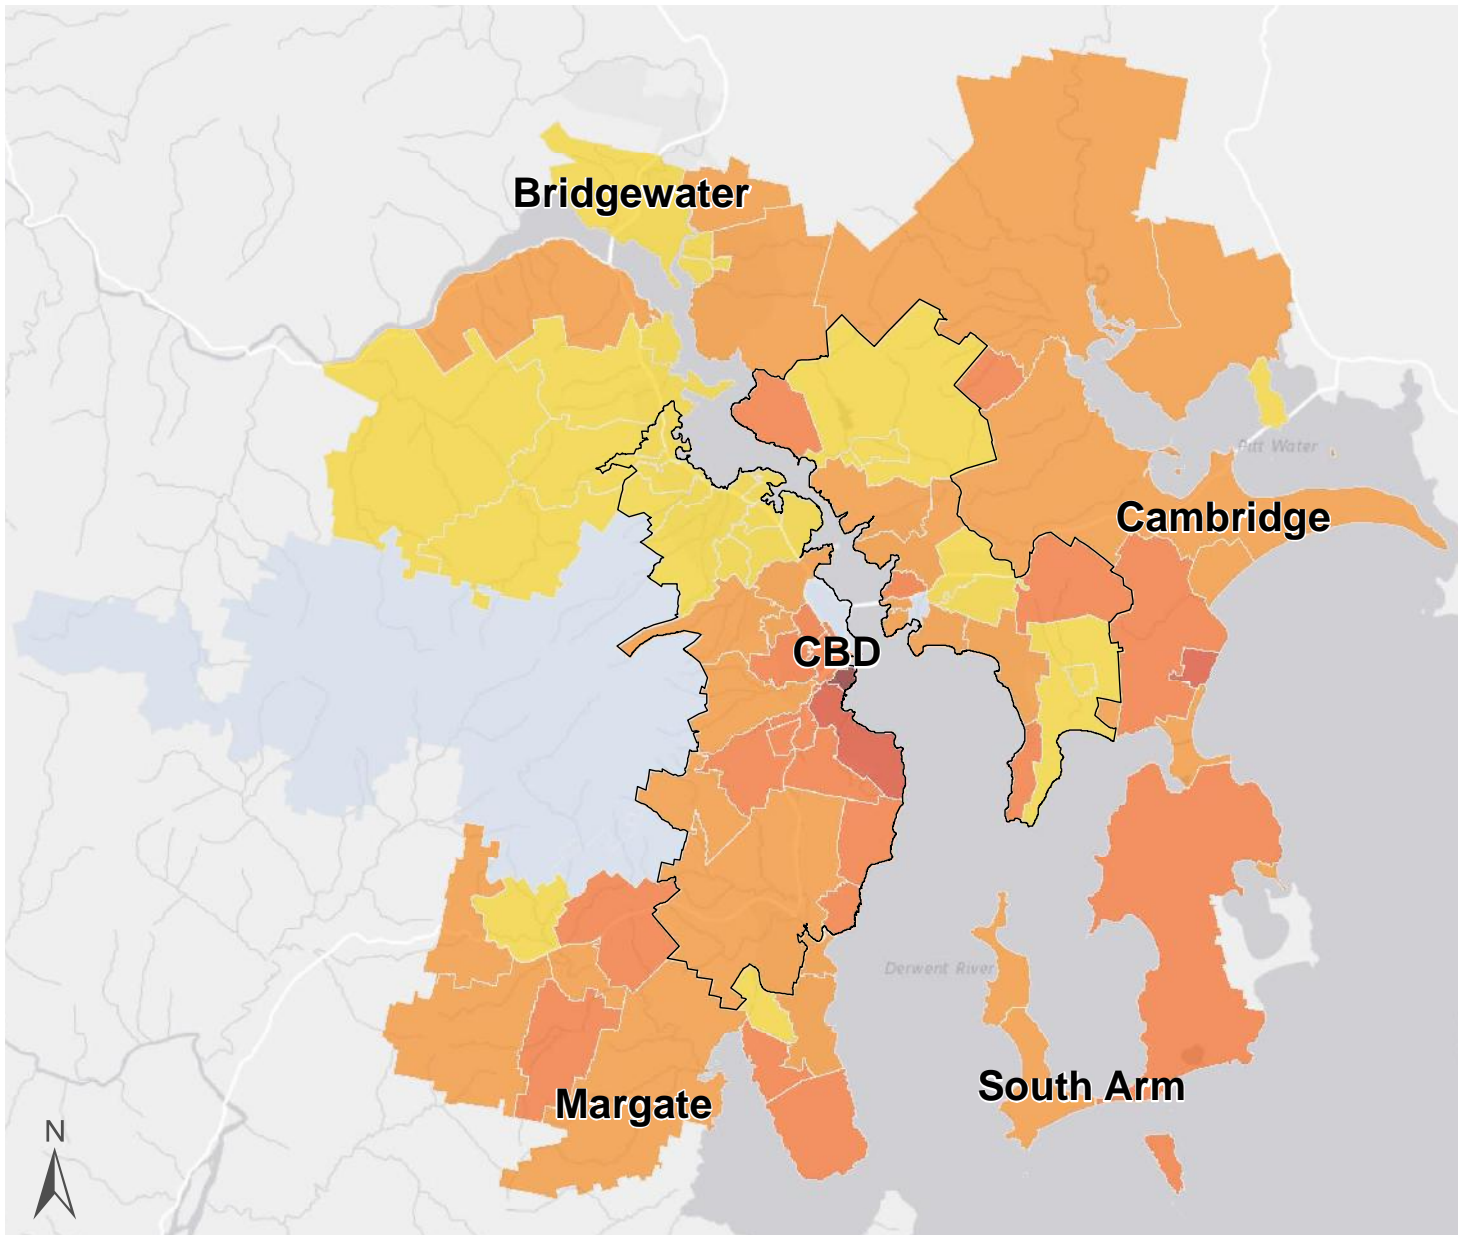 Bridgewater
Pitt Water
Cambridge
CBD
Derwent River
South Arm
Margate
N